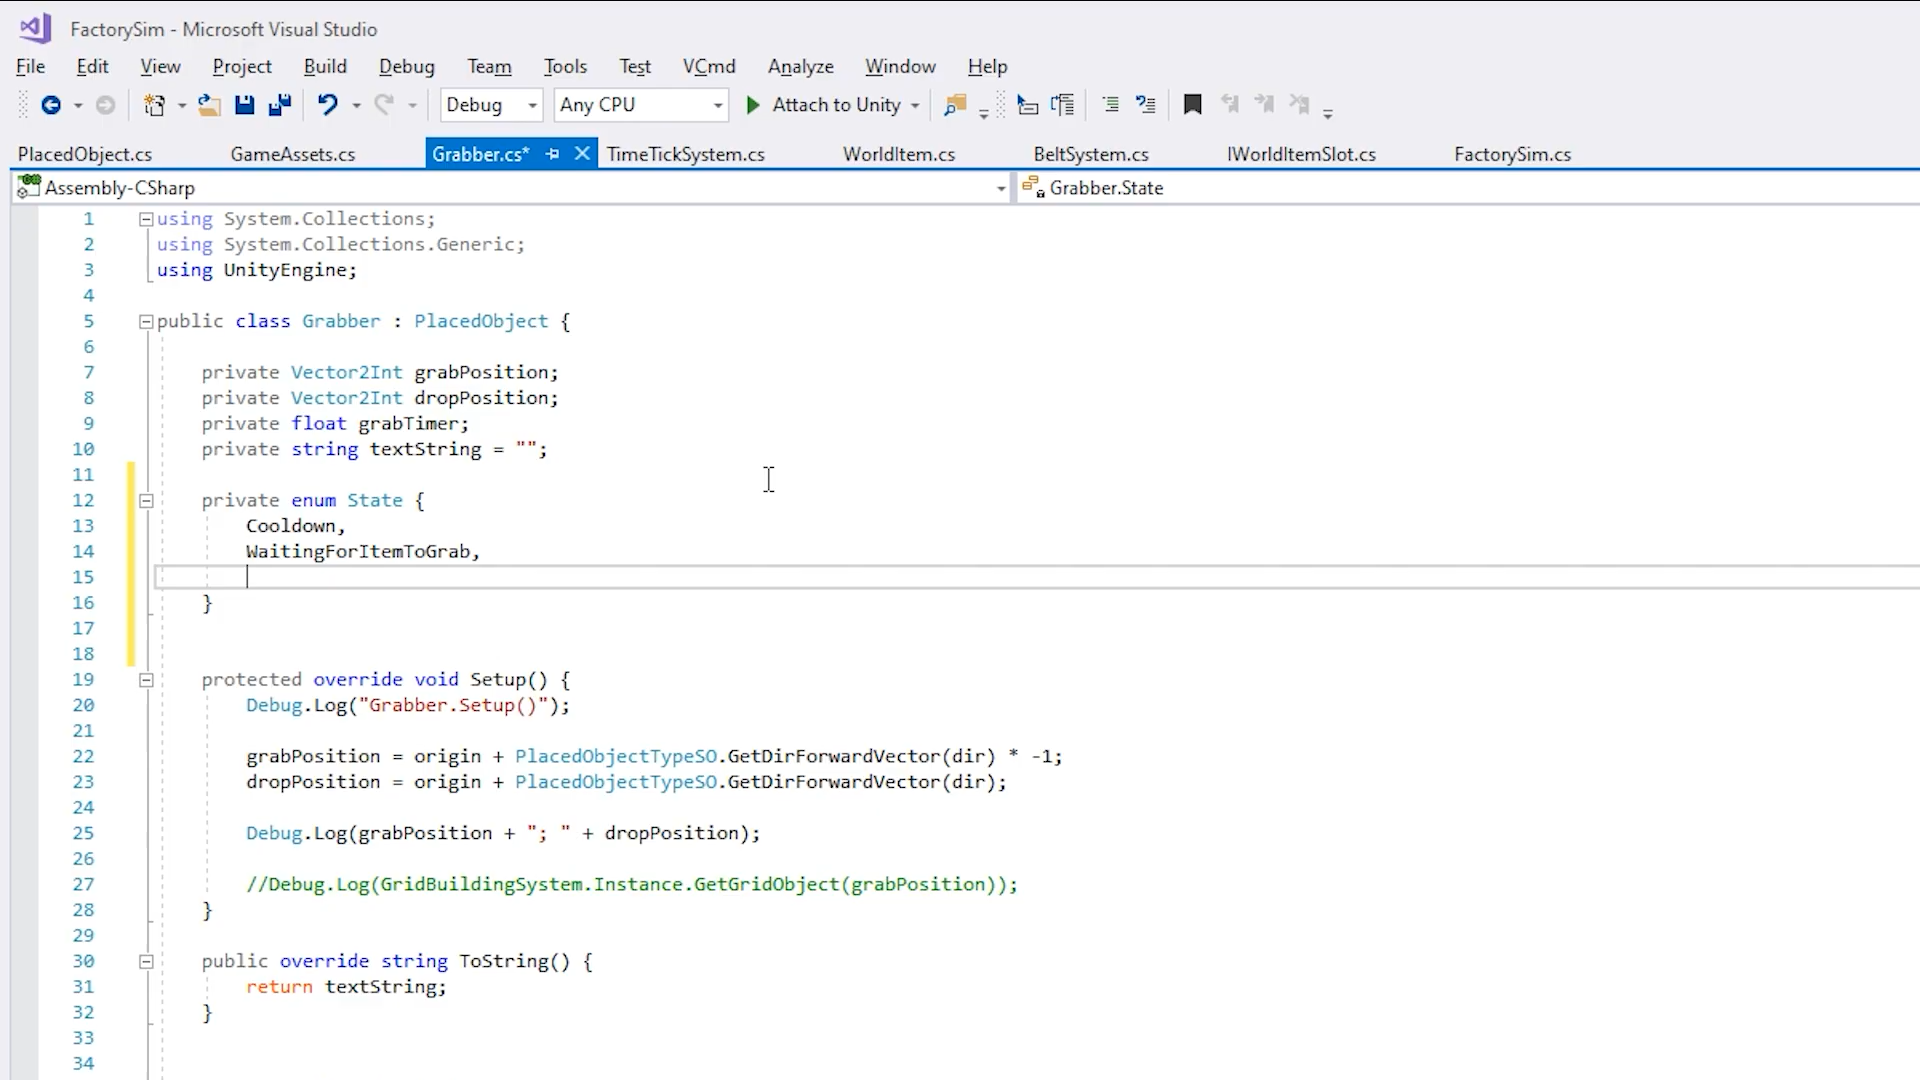 FactorySim - Microsoft Visual Studio
File Edit View Project Build Debug Team Tools Test VCmd Analyze Window Help
Debug Any CPU Attach to Unity
PlacedObject.cs GameAssets.cs Grabber.cs* TimeTickSystem.cs WorldItem.cs BeltSystem.cs IWorldItemSlot.cs FactorySim.cs
Assembly-CSharp Grabber.State
1 using System.Collections;
2 using System.Collections.Generic;
3 using UnityEngine;
4
5 public class Grabber : PlacedObject {
6
7 private Vector2Int grabPosition;
8 private Vector2Int dropPosition;
9 private float grabTimer;
10 private string textString = "";
11
12 private enum State {
13 Cooldown,
14 WaitingForItemToGrab,
15
16 }
17
18
19 protected override void Setup() {
20 Debug.Log("Grabber.Setup()");
21
22 grabPosition = origin + PlacedObjectTypeSO.GetDirForwardVector(dir) * -1;
23 dropPosition = origin + PlacedObjectTypeSO.GetDirForwardVector(dir);
24
25 Debug.Log(grabPosition + "; " + dropPosition);
26
27 //Debug.Log(GridBuildingSystem.Instance.GetGridObject(grabPosition));
28 }
29
30 public override string ToString() {
31 return textString;
32 }
33
34